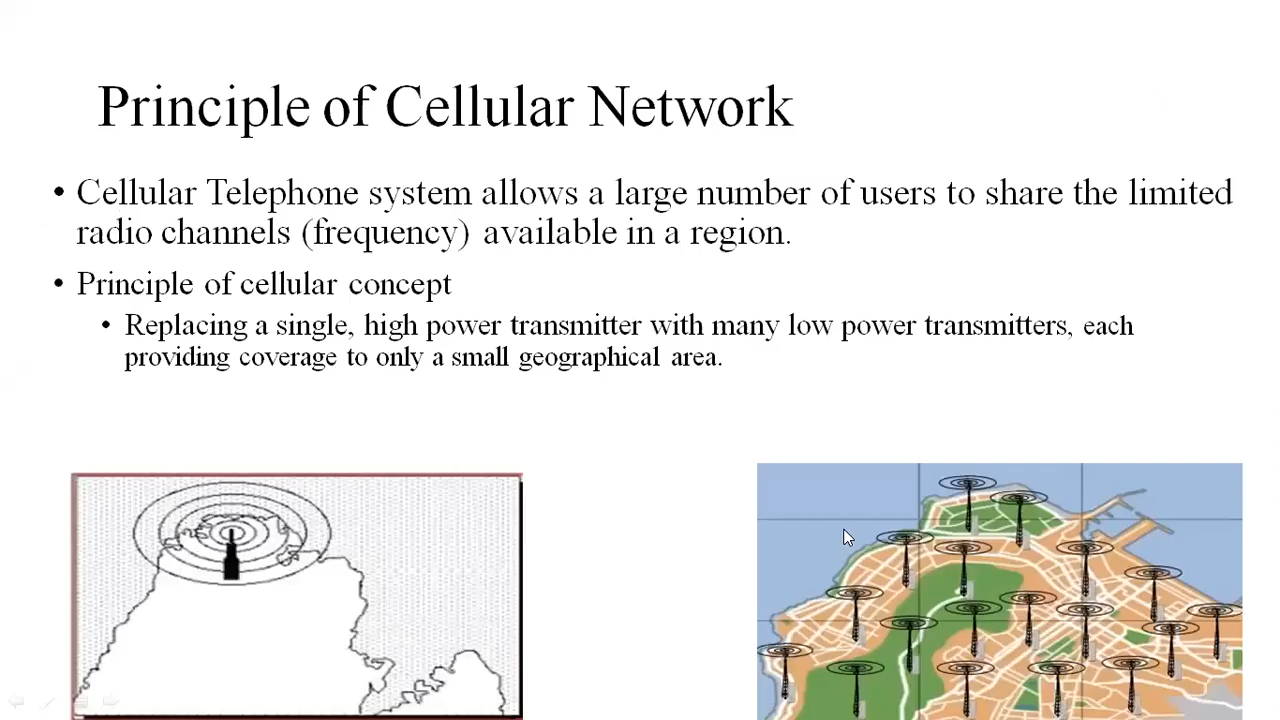 Principle of Cellular Network
• Cellular Telephone system allows a large number of users to share the limited
radio channels (frequency) available in a region.
• Principle of cellular concept
• Replacing a single, high power transmitter with many low power transmitters, each
providing coverage to only a small geographical area.